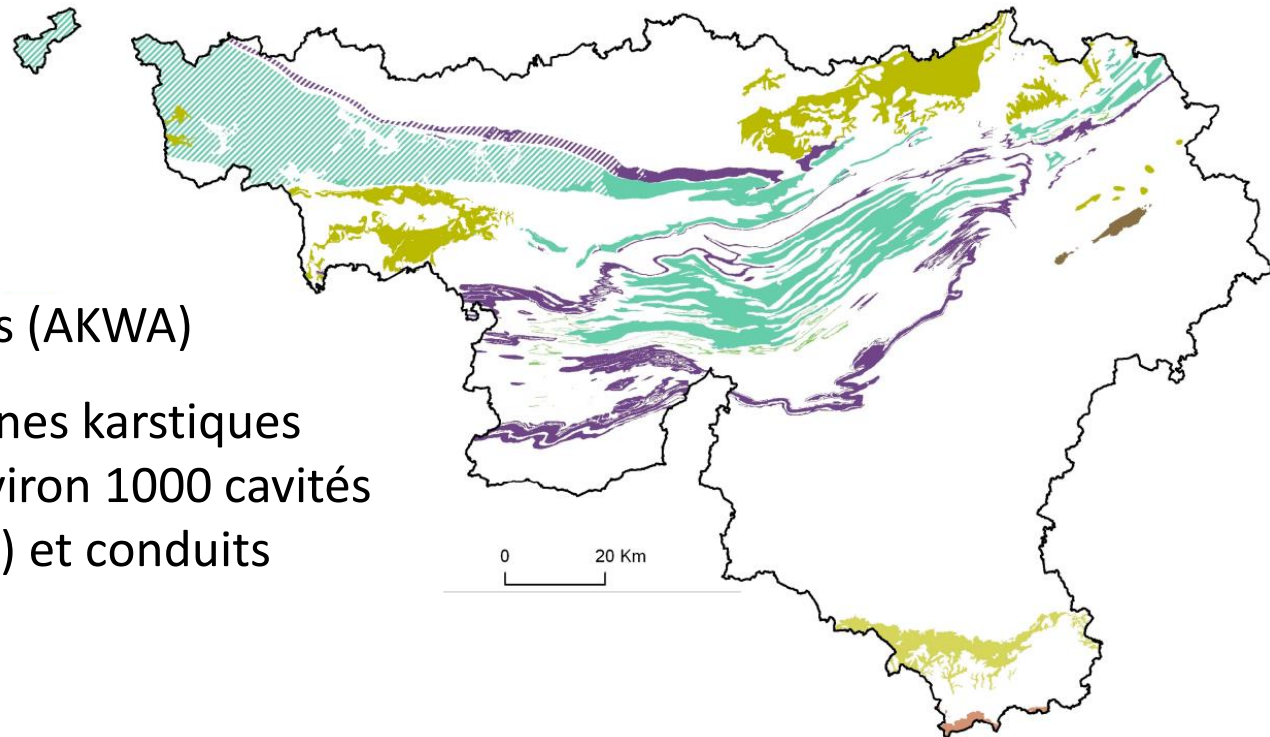 s (AKWA)
nes karstiques
viron 1000 cavités
) et conduits
0 20 Km